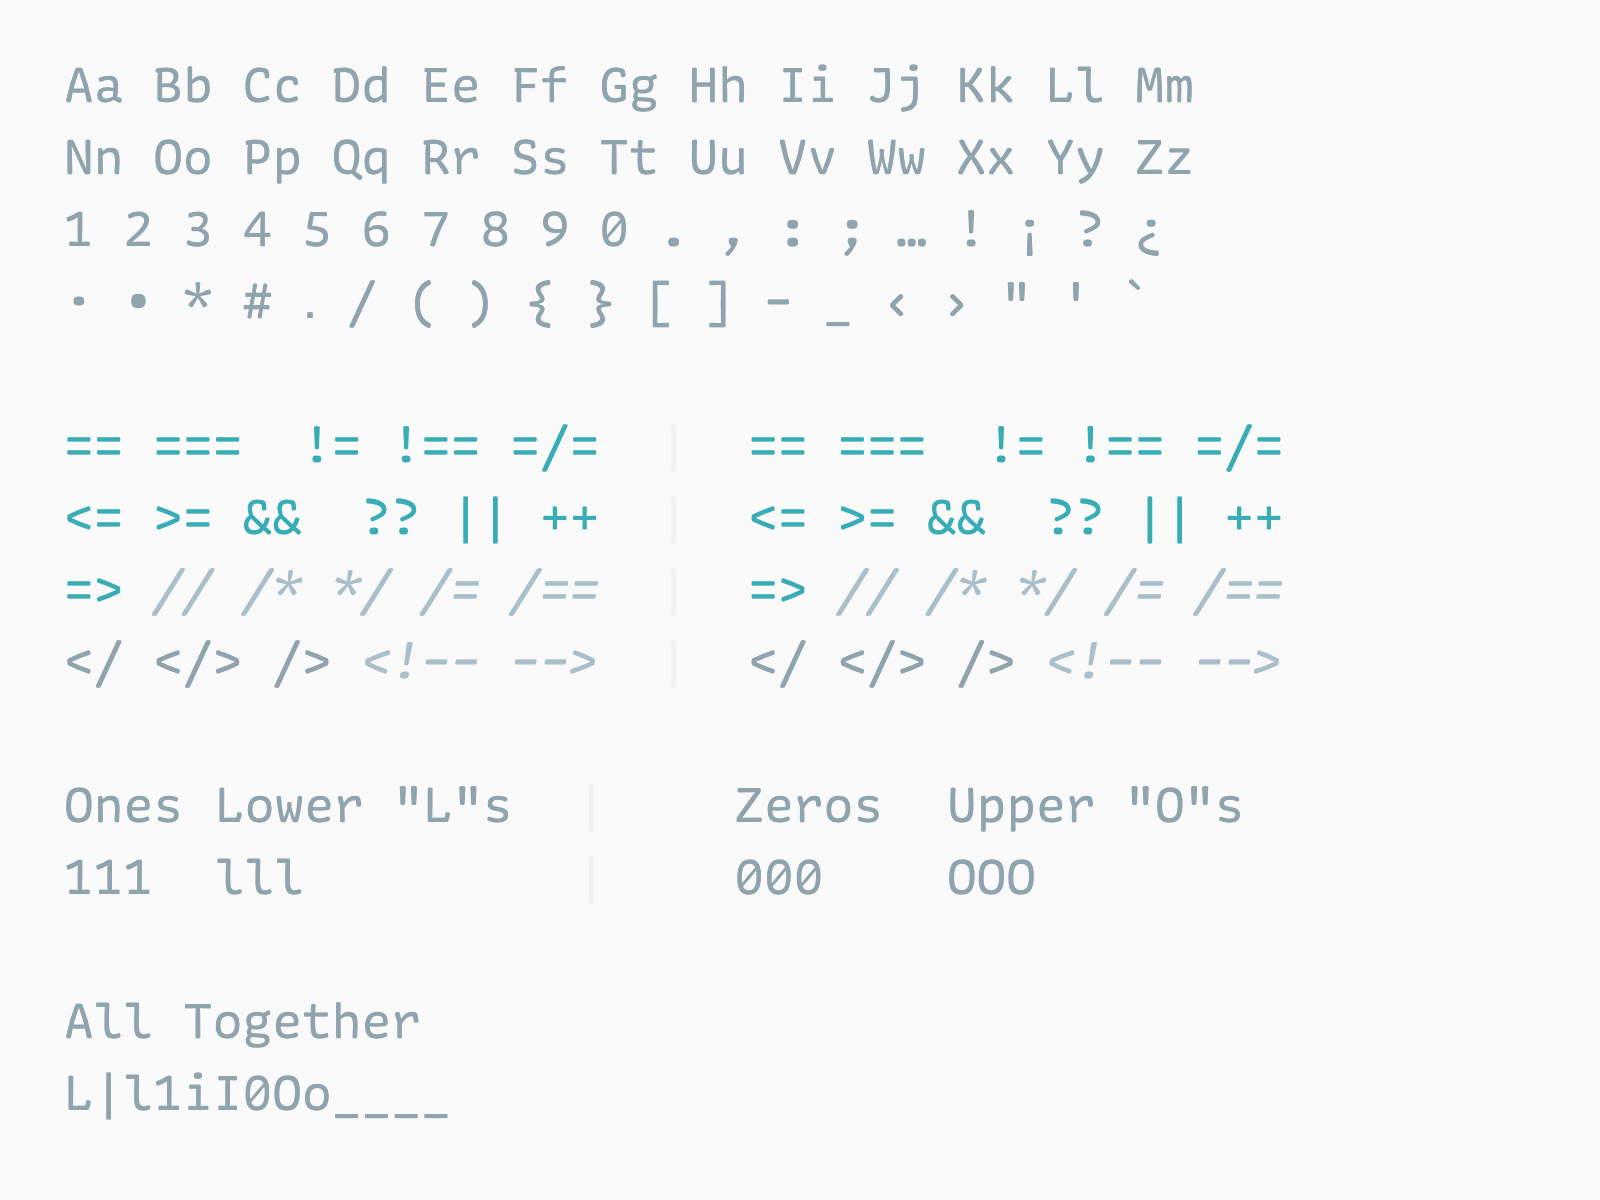 Aa Bb Cc Dd Ee Ff Gg Hh Ii Jj Kk Ll Mm
Nn Oo Pp Qq Rr Ss Tt Uu Vv Ww Xx Yy Zz
1 2 3 4 5 6 7 8 9 0 . , : ; … ! ¡ ? ¿
· • * # . / ( ) { } [ ] - _ ‹ › " ' `
== ===  != !== =/= | == ===  != !== =/=
<= >= &&  ?? || ++ | <= >= &&  ?? || ++
=> // /* */ /= /== | => // /* */ /= /==
</ </> /> <!-- --> | </ </> /> <!-- -->
Ones Lower "L"s | Zeros  Upper "O"s
111  lll | 000    OOO
All Together
L|l1iI0Oo____